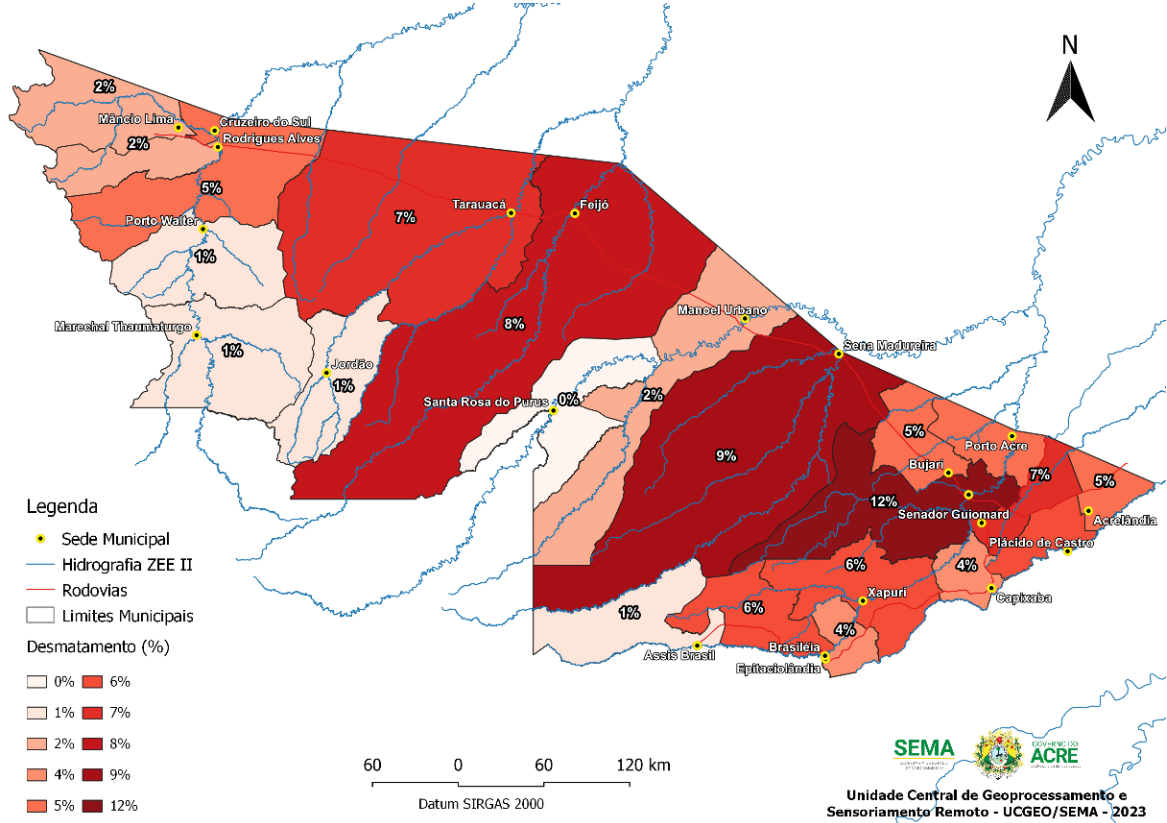 N
2%
Mâncio Lima
Cruzeiro do Sul
Rodrigues Alves
2%
5%
Porto Walter
1%
Tarauacá
Feijó
7%
Manoel Urbano
8%
Marechal Thaumaturgo
1%
Jordão
1%
Sena Madureira
Santa Rosa do Purus
0%
2%
9%
5%
Porto Acre
Bujari
7%
5%
12%
Senador Guiomard
Acrelândia
Plácido de Castro
6%
4%
Capixaba
Xapuri
1%
6%
4%
Assis Brasil
Brasiléia
Epitaciolândia
Legenda
Sede Municipal
Hidrografia ZEE II
Rodovias
Limites Municipais
Desmatamento (%)
0% 6%
1% 7%
2% 8%
4% 9%
5% 12%
60 0 60 120 km
Datum SIRGAS 2000
SEMA
GOVERNO DO
ACRE
Unidade Central de Geoprocessamento e
Sensoriamento Remoto - UCGEO/SEMA - 2023